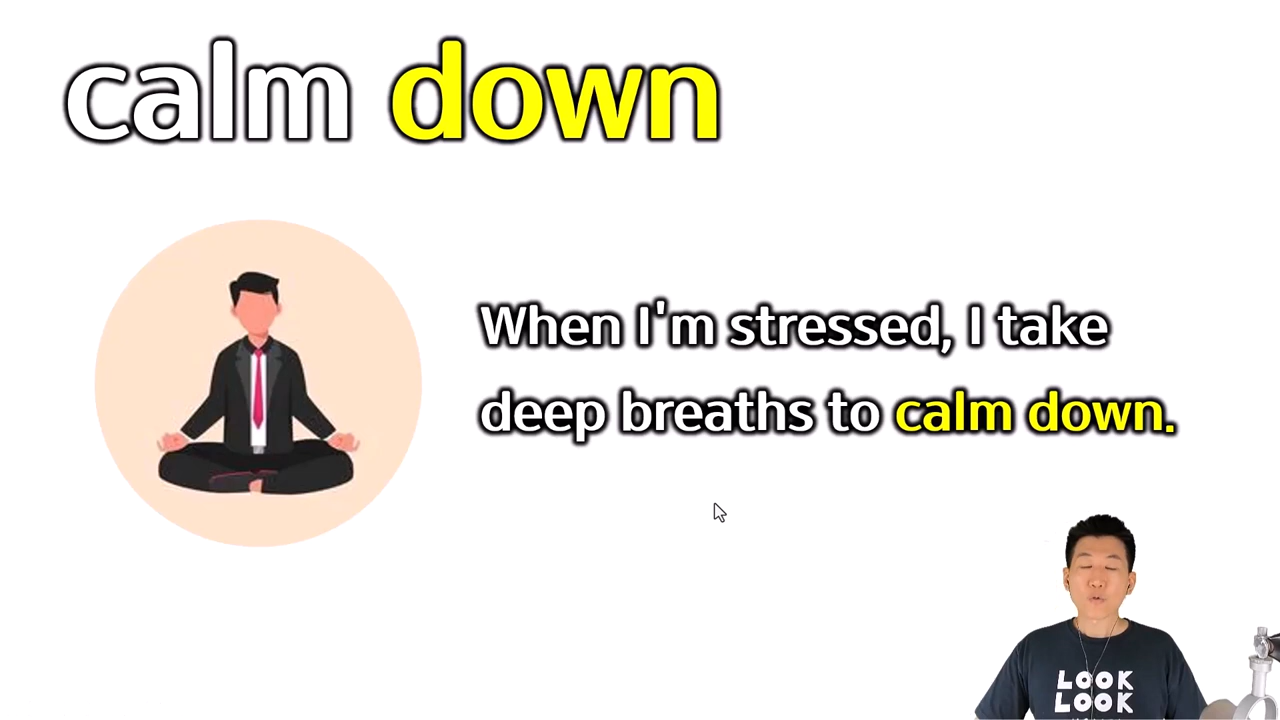 calm down
When I'm stressed, I take
deep breaths to calm down.
LOOK
LOOK